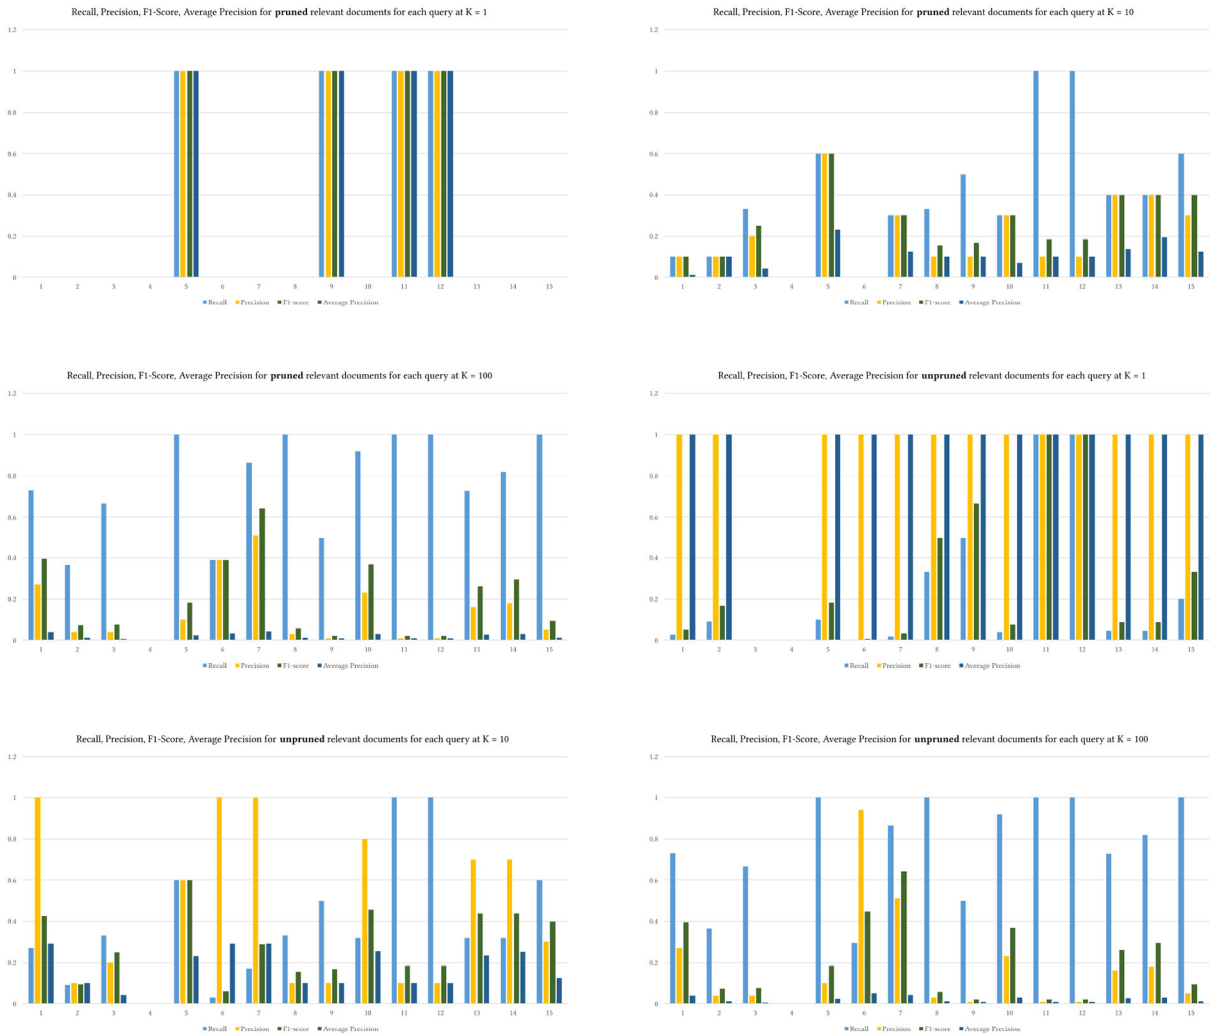 Recall, Precision, F1-Score, Average Precision for pruned relevant documents for each query at K = 1
1.2
1
0.8
0.6
0.4
0.2
0
1 2 3 4 5 6 7 8 9 10 11 12 13 14 15
Recall Precision F1-score Average Precision
Recall, Precision, F1-Score, Average Precision for pruned relevant documents for each query at K = 10
1.2
1
0.8
0.6
0.4
0.2
0
1 2 3 4 5 6 7 8 9 10 11 12 13 14 15
Recall Precision F1-score Average Precision
Recall, Precision, F1-Score, Average Precision for pruned relevant documents for each query at K = 100
1.2
1
0.8
0.6
0.4
0.2
0
1 2 3 4 5 6 7 8 9 10 11 12 13 14 15
Recall Precision F1-score Average Precision
Recall, Precision, F1-Score, Average Precision for unpruned relevant documents for each query at K = 1
1.2
1
0.8
0.6
0.4
0.2
0
1 2 3 4 5 6 7 8 9 10 11 12 13 14 15
Recall Precision F1-score Average Precision
Recall, Precision, F1-Score, Average Precision for unpruned relevant documents for each query at K = 10
1.2
1
0.8
0.6
0.4
0.2
0
1 2 3 4 5 6 7 8 9 10 11 12 13 14 15
Recall Precision F1-score Average Precision
Recall, Precision, F1-Score, Average Precision for unpruned relevant documents for each query at K = 100
1.2
1
0.8
0.6
0.4
0.2
0
1 2 3 4 5 6 7 8 9 10 11 12 13 14 15
Recall Precision F1-score Average Precision